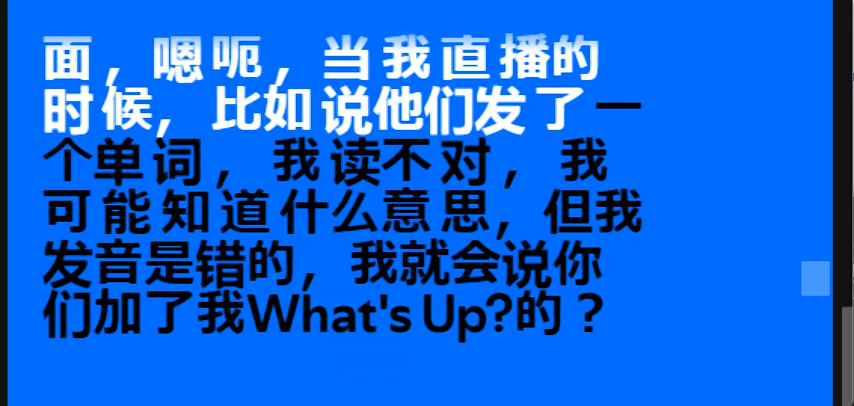 面，嗯呃，当我直播的
时候，比如说他们发了一
个单词，我读不对，我
可能知道什么意思，但我
发音是错的，我就会说你
们加了我What's Up?的？